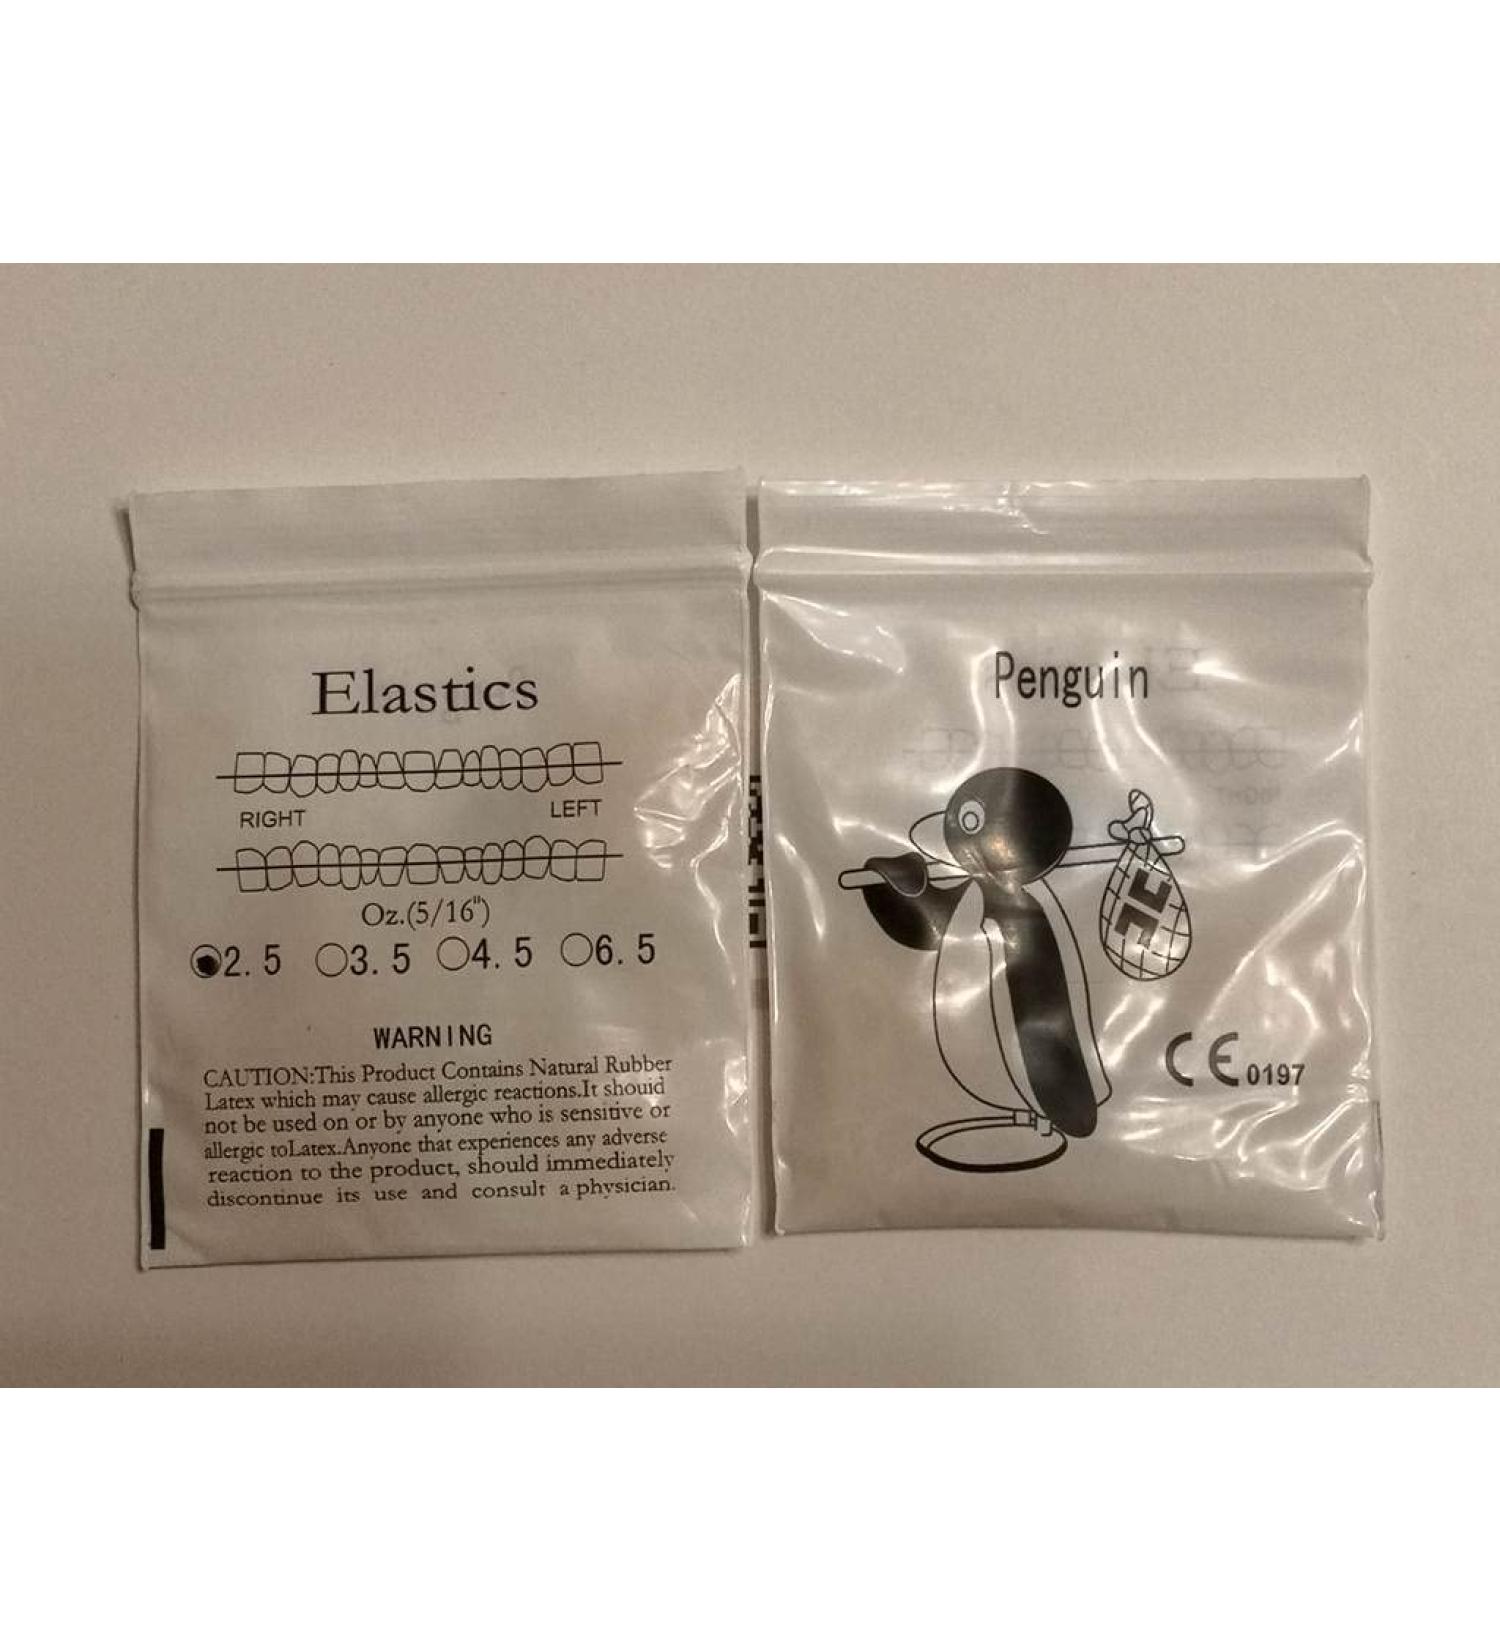 Elastics
RIGHT LEFT
Oz.(5/16")
2.5 3.5 4.5 6.5
WARNING
CAUTION:This Product Contains Natural Rubber
Latex which may cause allergic reactions.It shouid
not be used on or by anyone who is sensitive or
allergic toLatex.Anyone that experiences any adverse
reaction to the product, should immediately
discontinue its use and consult a physician.
Penguin
CE 0197